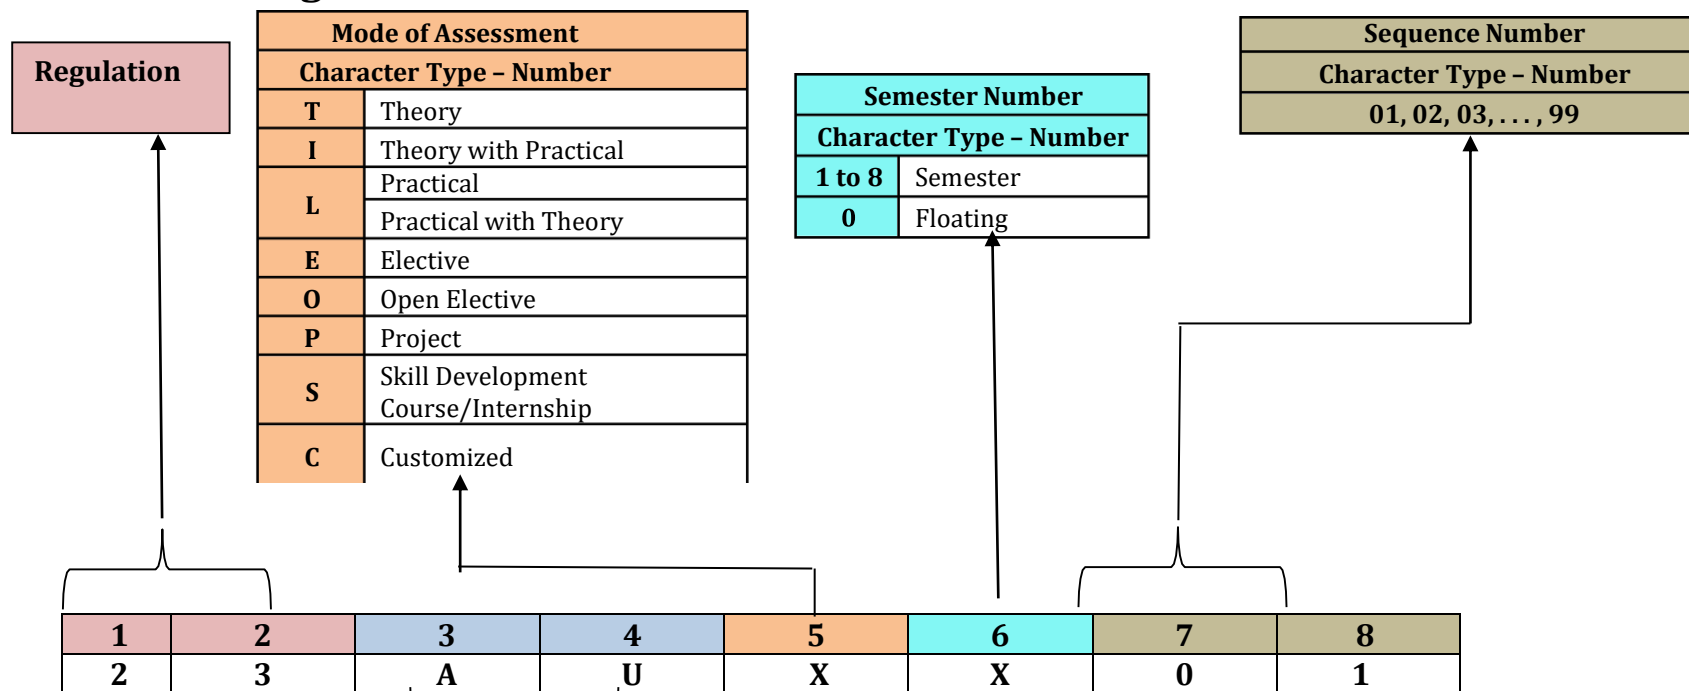 Regulation
Mode of Assessment
Character Type – Number
T Theory
I Theory with Practical
L Practical
Practical with Theory
E Elective
O Open Elective
P Project
S Skill Development
Course/Internship
C Customized
Semester Number
Character Type – Number
1 to 8 Semester
0 Floating
Sequence Number
Character Type – Number
01, 02, 03, . . . , 99
1 2 3 4 5 6 7 8
2 3 A U X X 0 1